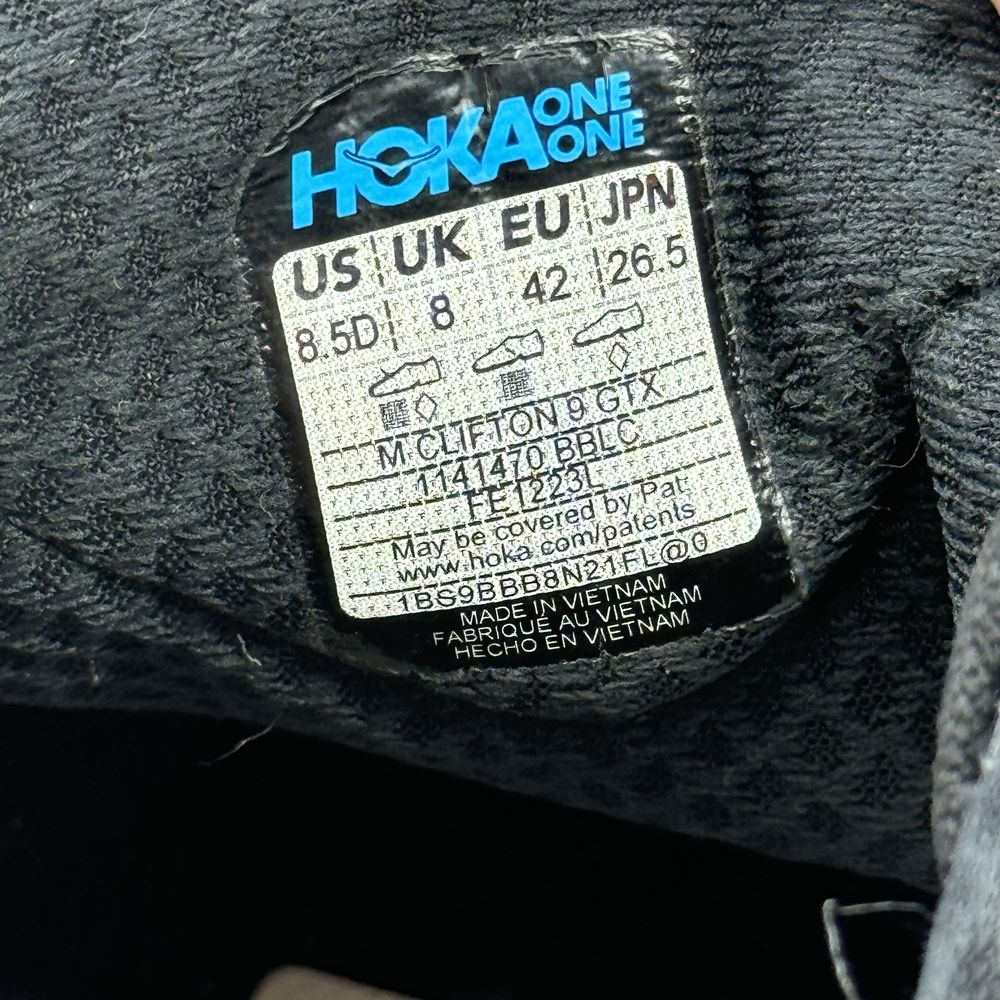 HOKA ONE ONE
US UK EU JPN
8.5D 8 42 26.5
M CLIFTON 9 GTX
1141470 BBLC
FE1223L
May be covered by Pat:
www.hoka.com/patents
1BS9BBB8N21FL@0
MADE IN VIETNAM
FABRIQUÉ AU VIETNAM
HECHO EN VIETNAM